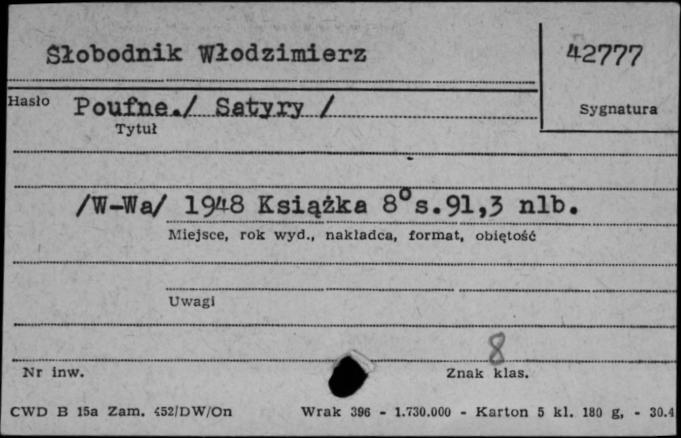 Słobodnik Włodzimierz
42777
Hasło Poufne./ Satyry /
Sygnatura
Tytuł
/W-Wa/ 1948 Książka 8°s.91,3 nlb.
Miejsce, rok wyd., nakładca, format, objętość
Uwagi
8
Nr inw.
Znak klas.
CWD B 15a Zam. 452/DW/On Wrak 396 - 1.730.000 - Karton 5 kl. 180 g, - 30.4